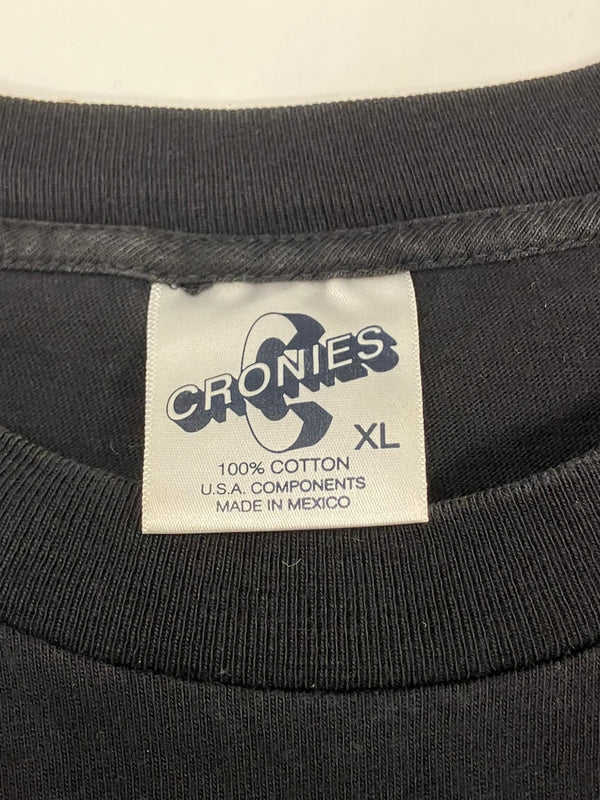 CRONIES
XL
100% COTTON
U.S.A. COMPONENTS
MADE IN MEXICO